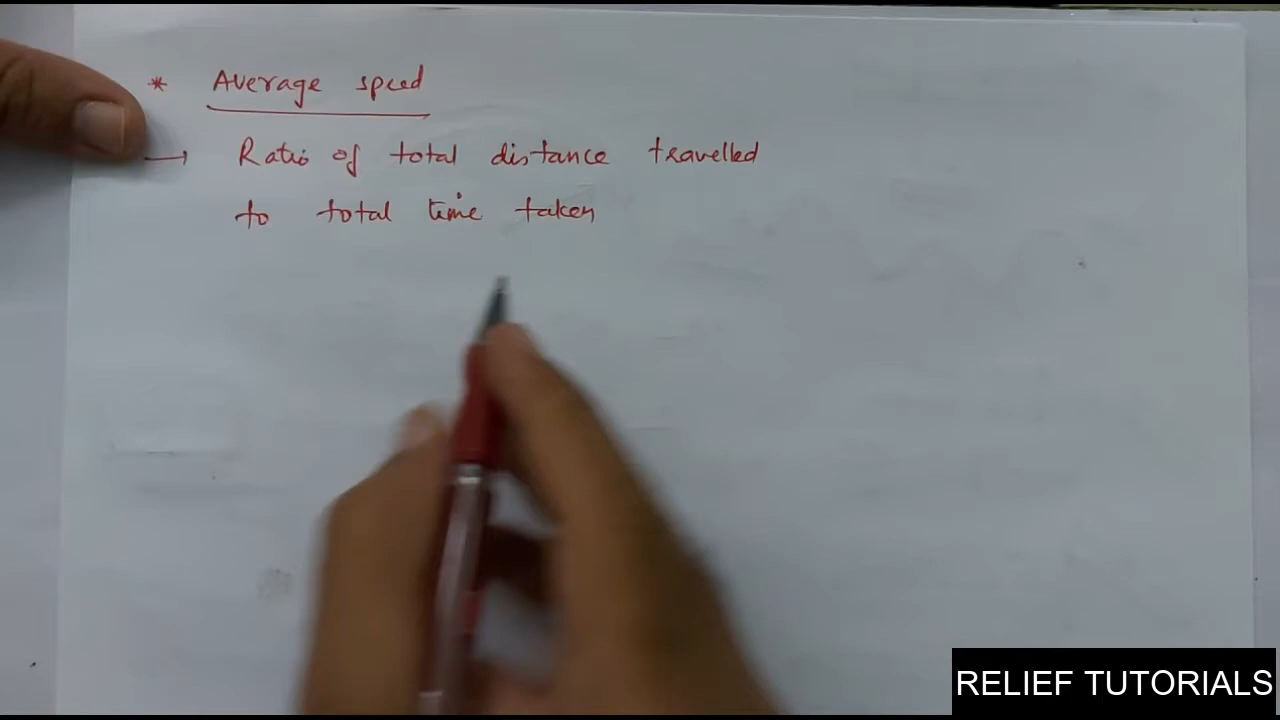 * Average speed
→ Ratio of total distance travelled
to total time taken
RELIEF TUTORIALS